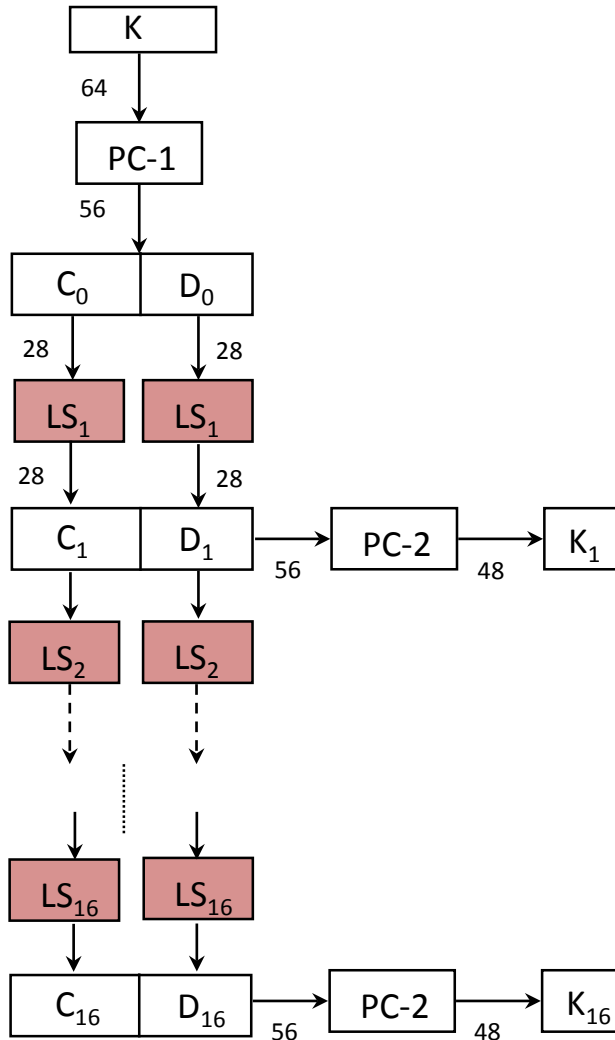 K
64
PC-1
56
C₀ D₀
28 28
LS₁ LS₁
28 28
C₁ D₁ 56 PC-2 48 K₁
LS₂ LS₂
LS₁₆ LS₁₆
C₁₆ D₁₆ 56 PC-2 48 K₁₆